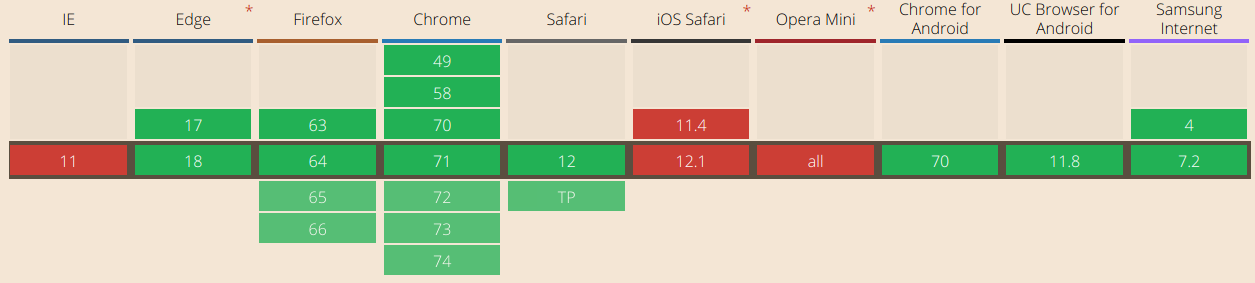 IE Edge * Firefox Chrome Safari iOS Safari * Opera Mini * Chrome for Android UC Browser for Android Samsung Internet
49
58
17 63 70 11.4 4
11 18 64 71 12 12.1 all 70 11.8 7.2
65 72 TP
66 73
74